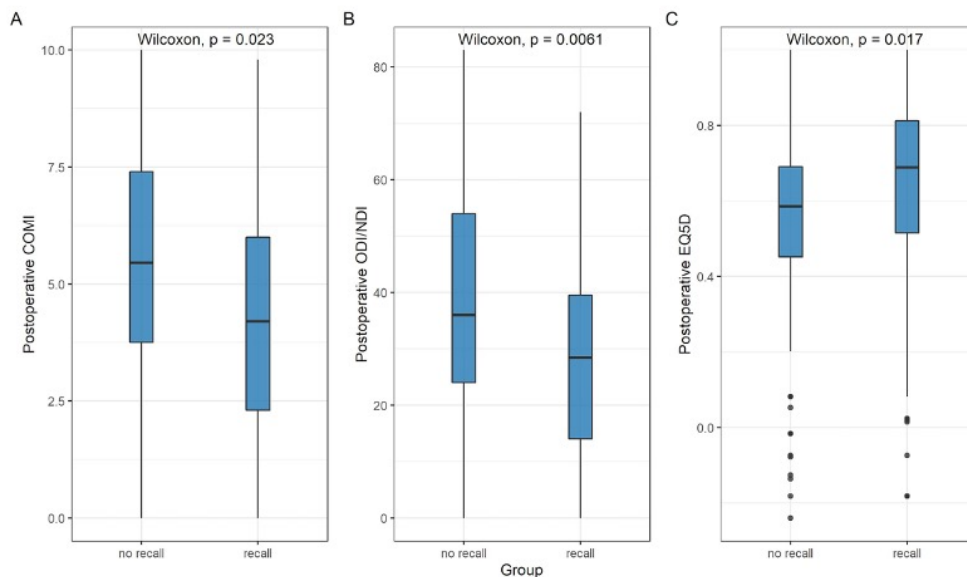 A
Wilcoxon, p = 0.023
Postoperative COMI
10.0
7.5
5.0
2.5
0.0
no recall
recall
B
Wilcoxon, p = 0.0061
Postoperative ODI/NDI
80
60
40
20
0
no recall
recall
Group
C
Wilcoxon, p = 0.017
Postoperative EQ5D
0.8
0.4
0.0
no recall
recall